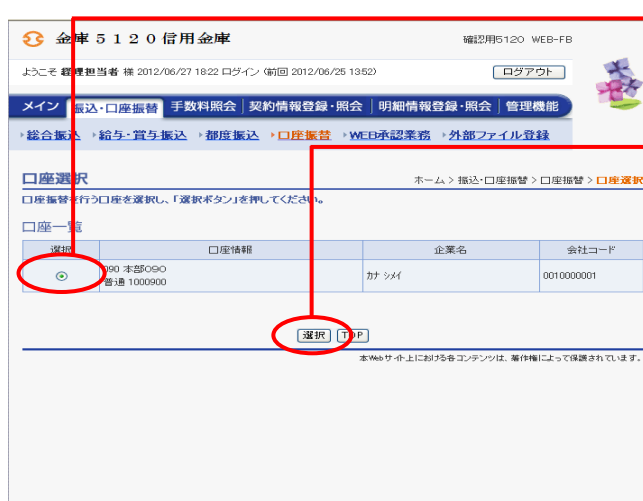 金庫５１２０信用金庫
確認用5120 WEB-FB
ようこそ 経理担当者 様 2012/06/27 18:22 ログイン (前回 2012/06/25 13:52)
ログアウト
メイン 振込・口座振替 手数料照会 契約情報登録・照会 明細情報登録・照会 管理機能
総合振込 給与・賞与振込 都度振込 口座振替 WEB承認業務 外部ファイル登録
口座選択
ホーム > 振込・口座振替 > 口座振替 > 口座選択
口座振替を行う口座を選択し、「選択ボタン」を押してください。
口座一覧
選択 口座情報 企業名 会社コード
090 本部090
普通 1000900
カナ シメイ
0010000001
選択 TOP
本Webサイト上における各コンテンツは、著作権によって保護されています。